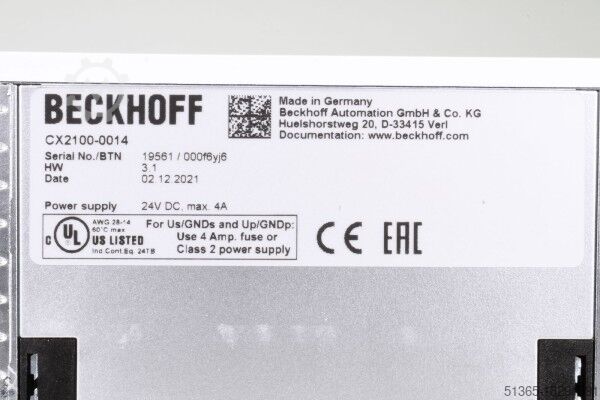 BECKHOFF
CX2100-0014
Serial No./BTN 19561 / 000f6yj6
HW 3.1
Date 02.12.2021
Power supply 24V DC, max. 4A
Made in Germany
Beckhoff Automation GmbH & Co. KG
Huelshorstweg 20, D-33415 Verl
Documentation: www.beckhoff.com
AWG 28-14
60°C max
C UL US LISTED
Ind.Cont.Eq. 24TB
For Us/GNDs and Up/GNDp:
Use 4 Amp. fuse or
Class 2 power supply
CE EAC